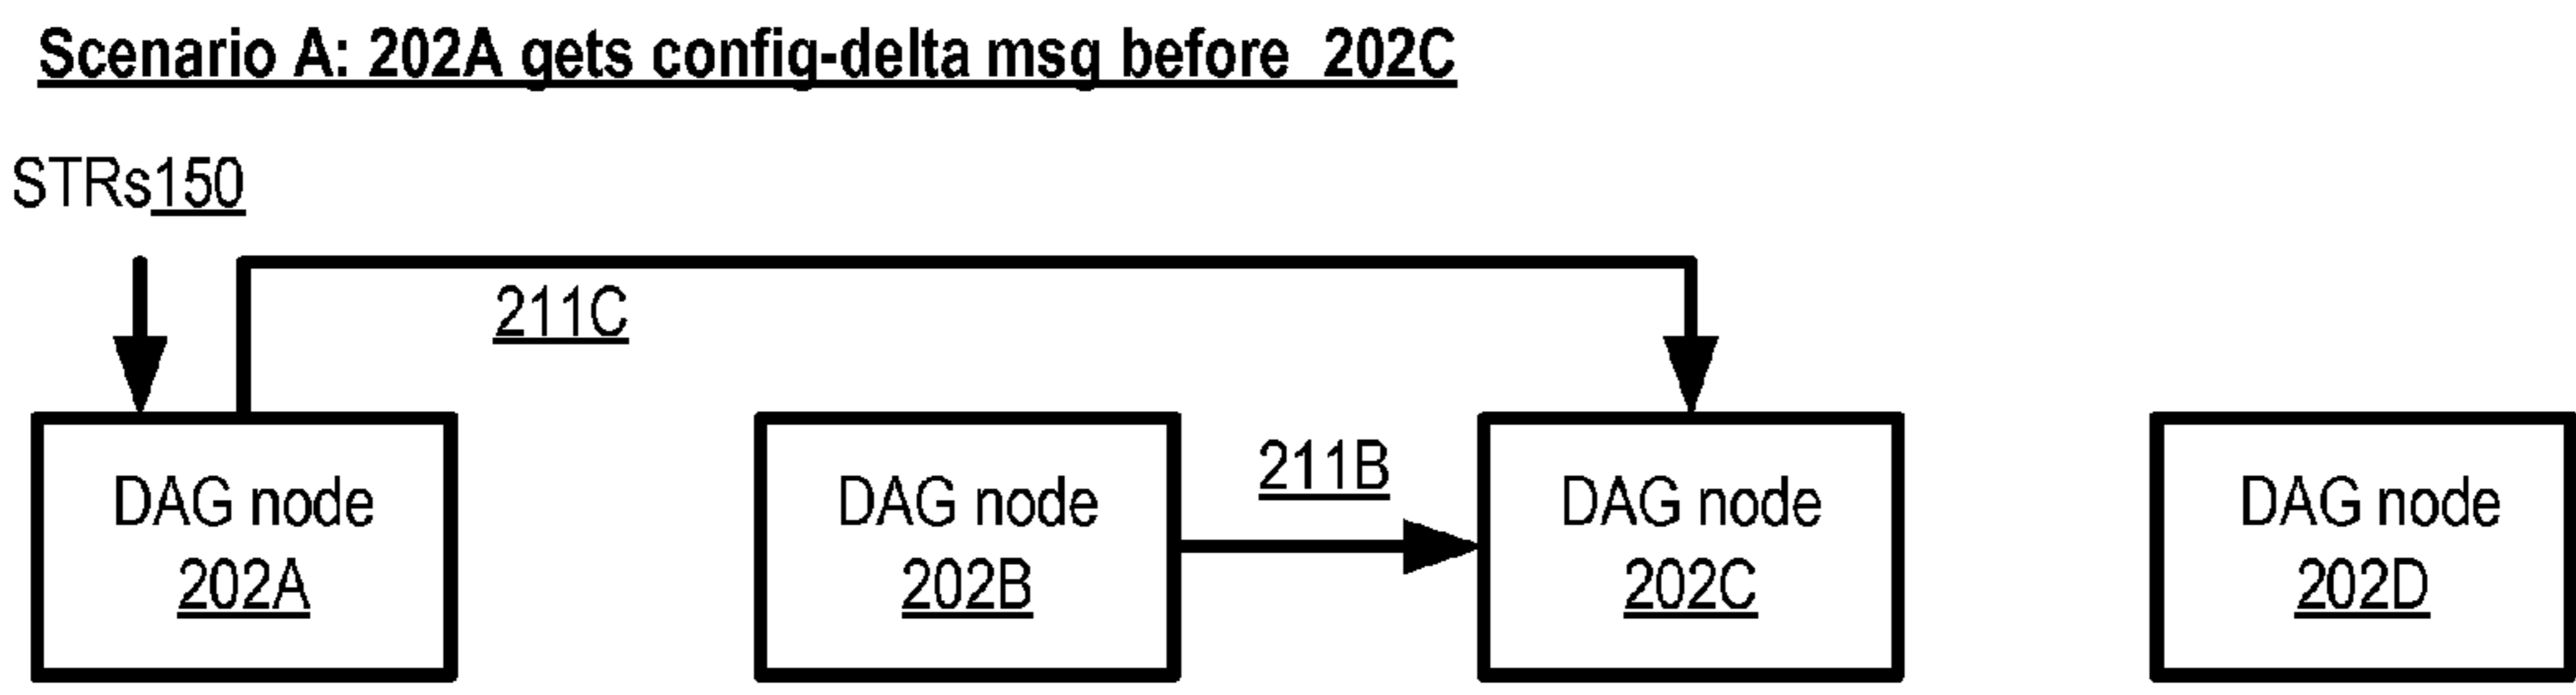 Scenario A: 202A gets config-delta msg before 202C
STRs150
211C
211B
DAG node
202A
DAG node
202B
DAG node
202C
DAG node
202D